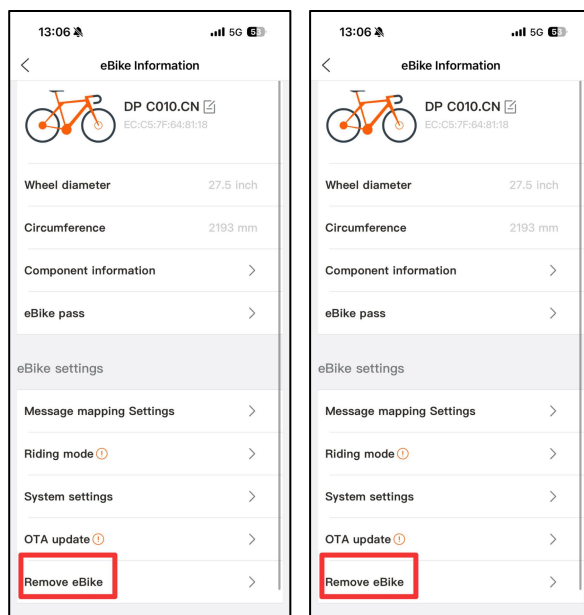 13:06 5G 53
eBike Information
DP C010.CN
EC:C5:7F:64:81:18
Wheel diameter 27.5 inch
Circumference 2193 mm
Component information
eBike pass
eBike settings
Message mapping Settings
Riding mode
System settings
OTA update
Remove eBike
13:06 5G 53
eBike Information
DP C010.CN
EC:C5:7F:64:81:18
Wheel diameter 27.5 inch
Circumference 2193 mm
Component information
eBike pass
eBike settings
Message mapping Settings
Riding mode
System settings
OTA update
Remove eBike